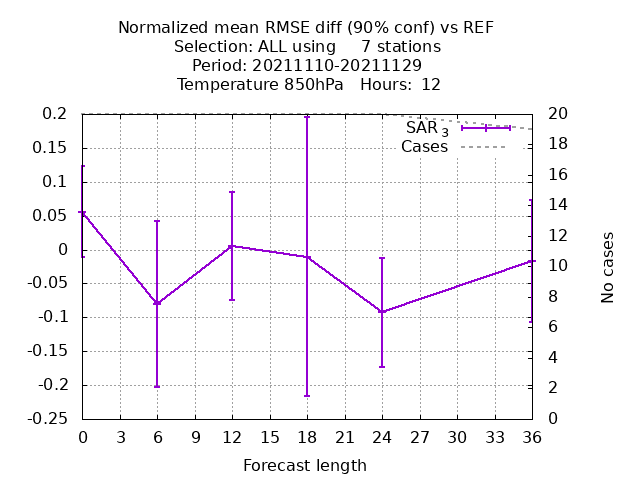 Normalized mean RMSE diff (90% conf) vs REF
Selection: ALL using 7 stations
Period: 20211110-20211129
Temperature 850hPa Hours: 12
SAR 3
Cases
0.2
0.15
0.1
0.05
0
-0.05
-0.1
-0.15
-0.2
-0.25
20
18
16
14
12
10
8
6
4
2
0
No cases
0 3 6 9 12 15 18 21 24 27 30 33 36
Forecast length